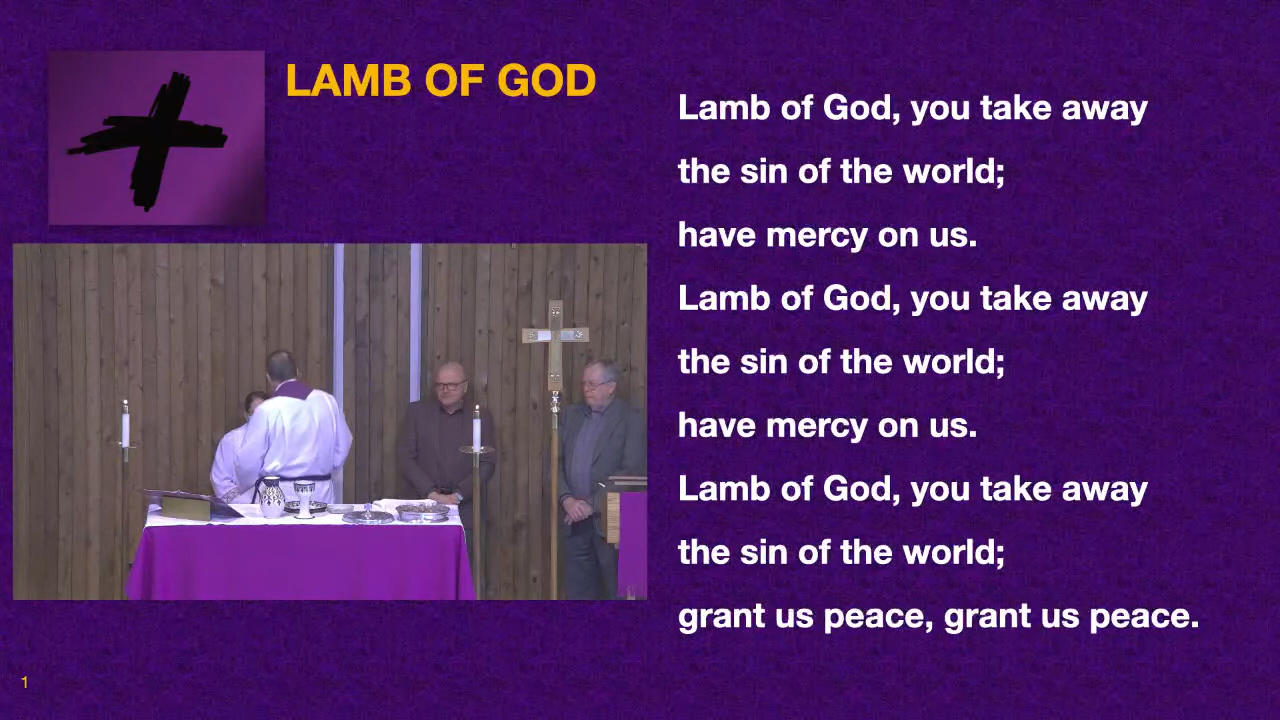 LAMB OF GOD
Lamb of God, you take away
the sin of the world;
have mercy on us.
Lamb of God, you take away
the sin of the world;
have mercy on us.
Lamb of God, you take away
the sin of the world;
grant us peace, grant us peace.
1